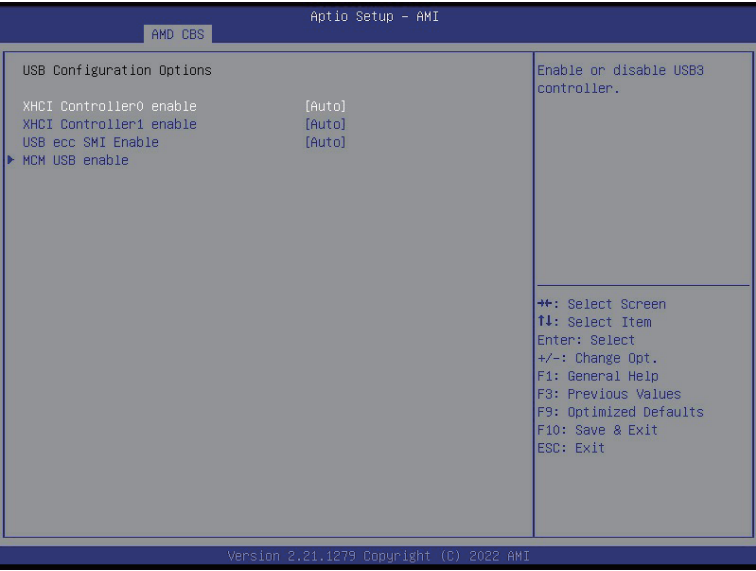 Aptio Setup – AMI
AMD CBS
USB Configuration Options
XHCI Controller0 enable [Auto]
XHCI Controller1 enable [Auto]
USB ecc SMI Enable [Auto]
MCM USB enable
Enable or disable USB3
controller.
→←: Select Screen
↑↓: Select Item
Enter: Select
+/-: Change Opt.
F1: General Help
F3: Previous Values
F9: Optimized Defaults
F10: Save & Exit
ESC: Exit
Version 2.21.1279 Copyright (C) 2022 AMI